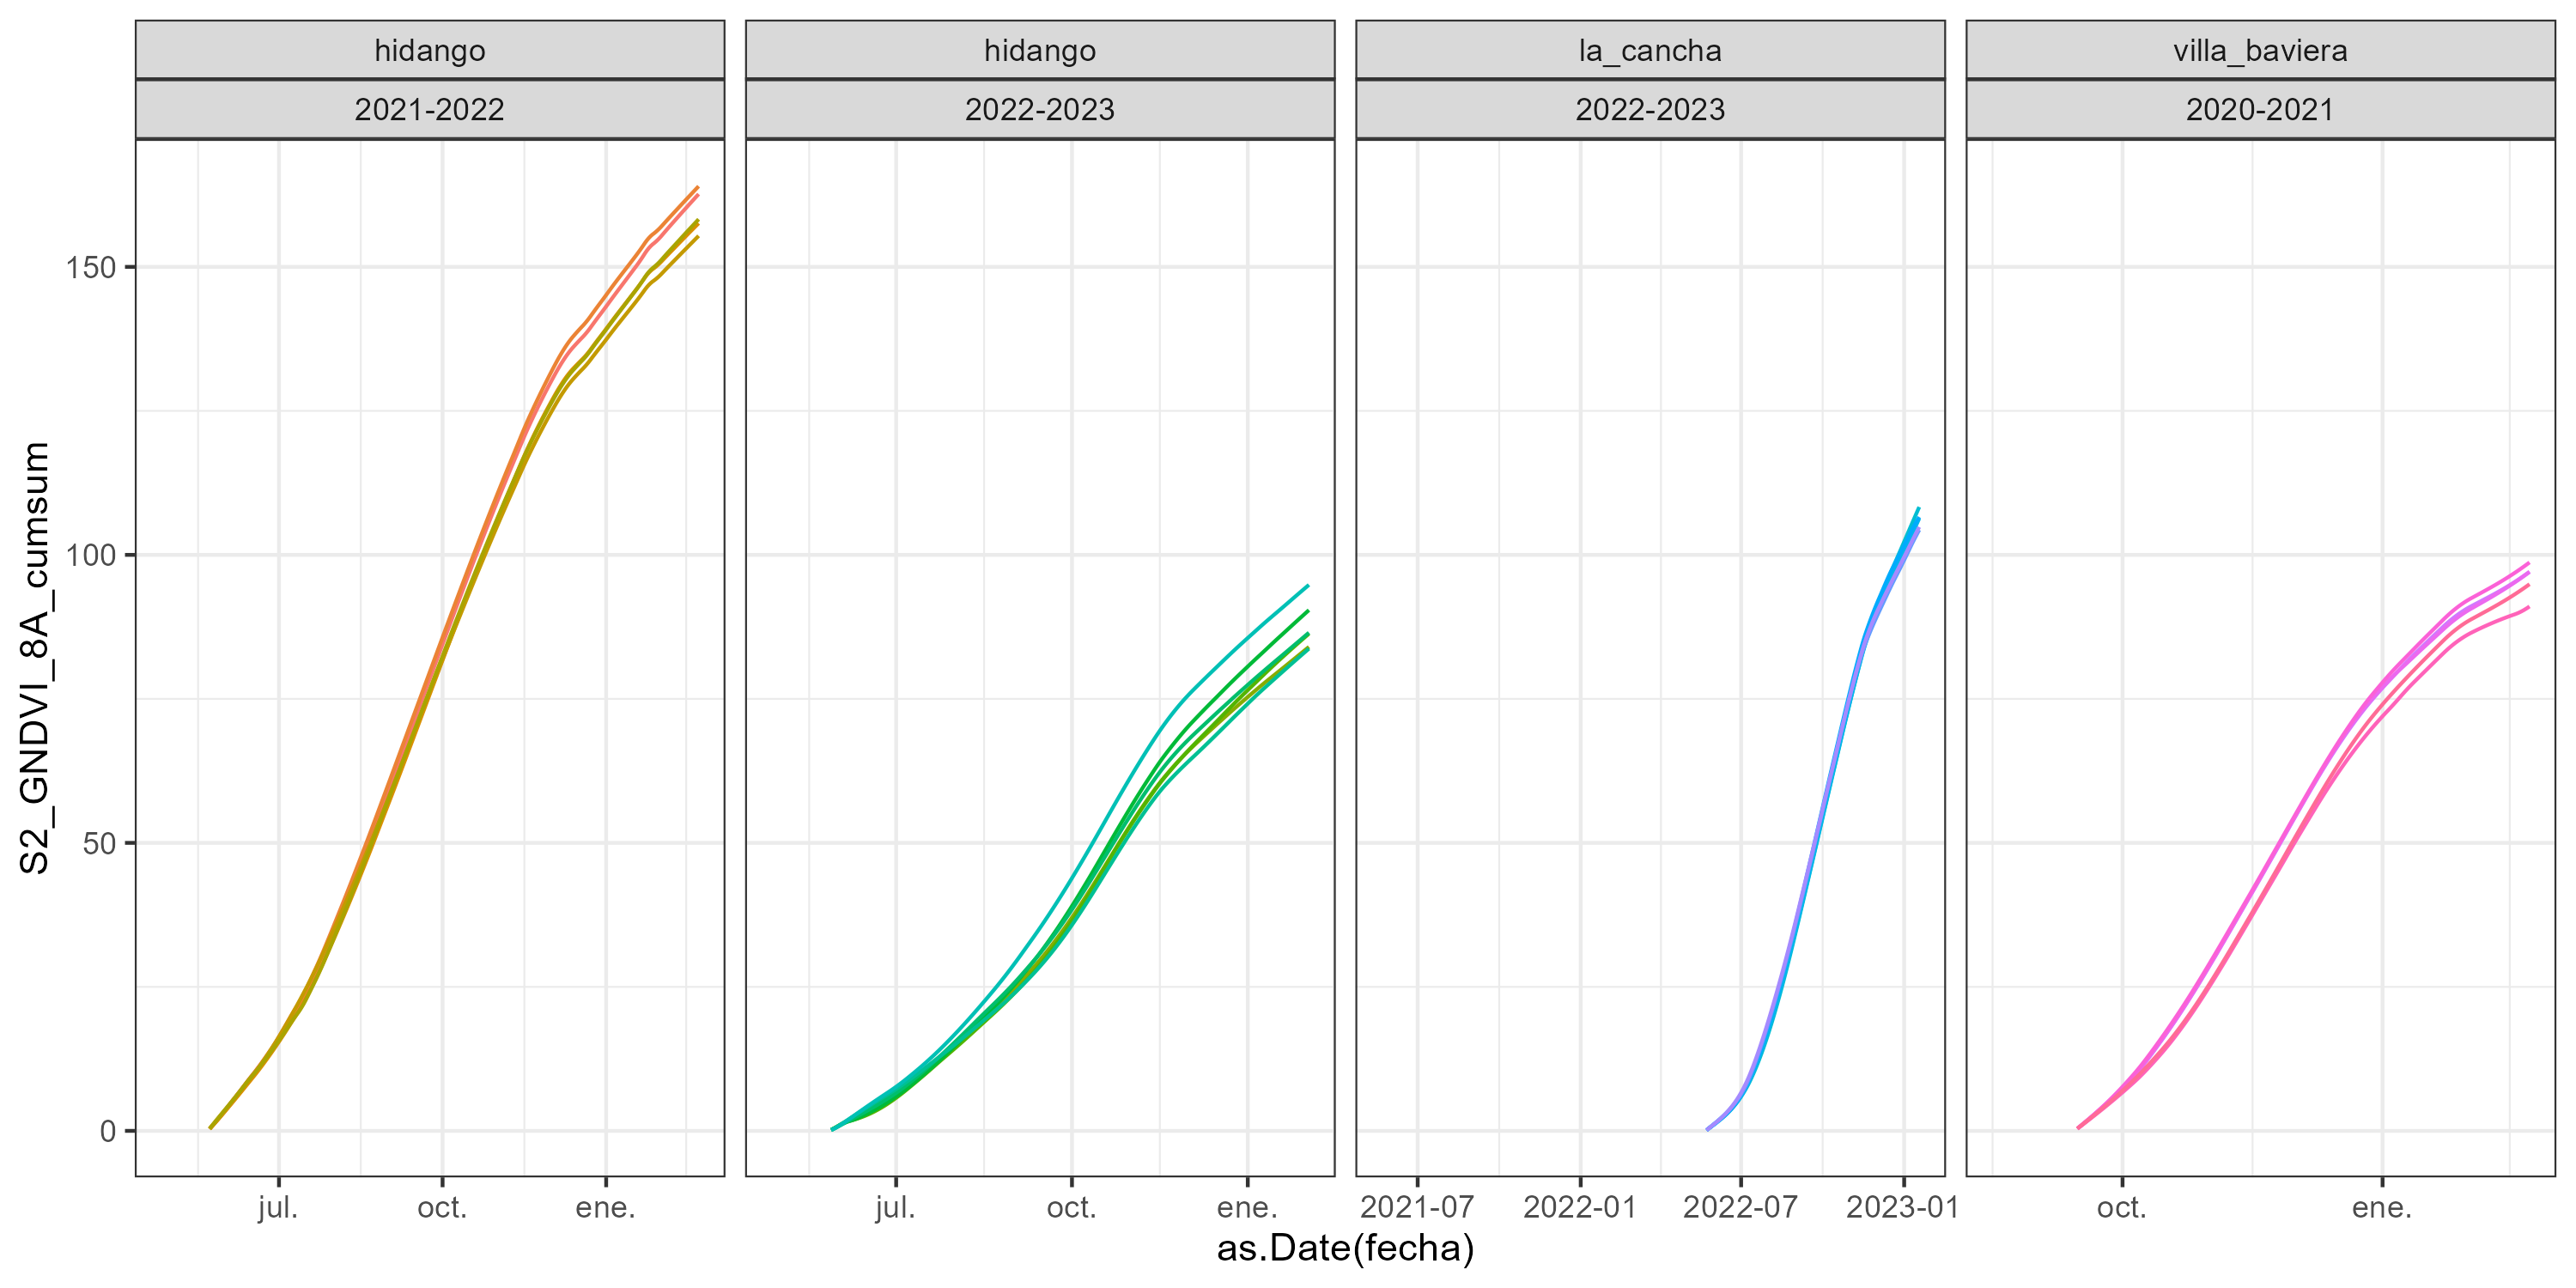 hidango
hidango
la_cancha
villa_baviera
2021-2022
2022-2023
2022-2023
2020-2021
S2_GNDVI_8A_cumsum
150
100
50
0
jul.
oct.
ene.
jul.
oct.
ene.
2021-07
2022-01
2022-07
2023-01
oct.
ene.
as.Date(fecha)